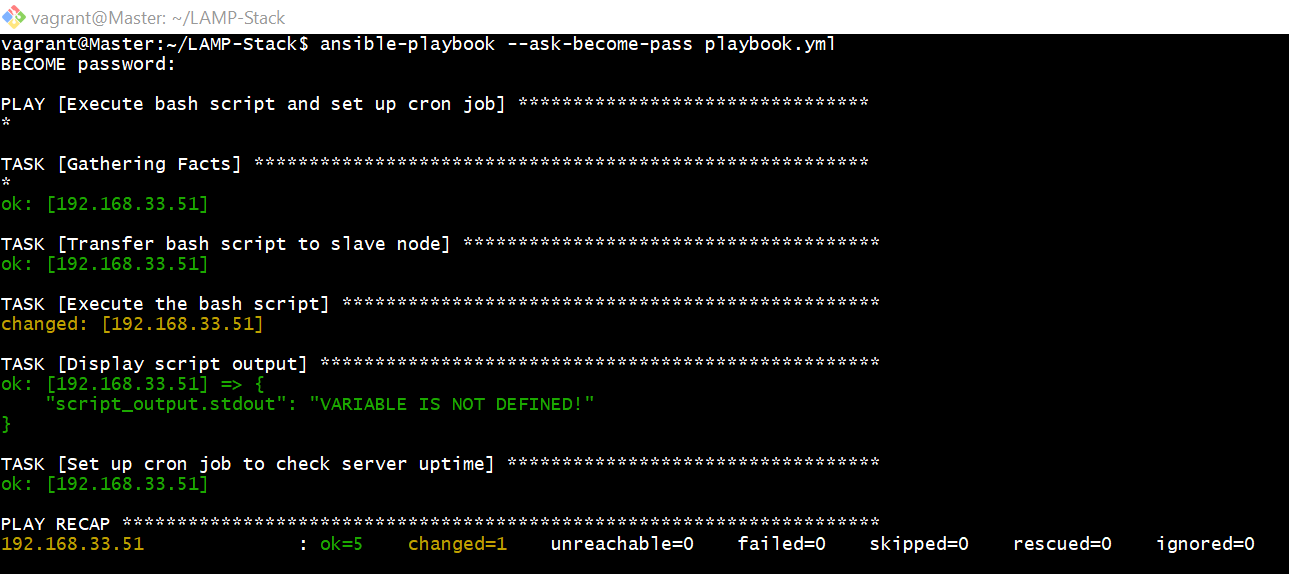 vagrant@Master: ~/LAMP-Stack
vagrant@Master:~/LAMP-Stack$ ansible-playbook --ask-become-pass playbook.yml
BECOME password:
PLAY [Execute bash script and set up cron job] ********************************
*
TASK [Gathering Facts] ********************************************************
*
ok: [192.168.33.51]
TASK [Transfer bash script to slave node] **************************************
ok: [192.168.33.51]
TASK [Execute the bash script] *************************************************
changed: [192.168.33.51]
TASK [Display script output] ***************************************************
ok: [192.168.33.51] => {
    "script_output.stdout": "VARIABLE IS NOT DEFINED!"
}
TASK [Set up cron job to check server uptime] **********************************
ok: [192.168.33.51]
PLAY RECAP *********************************************************************
192.168.33.51              : ok=5    changed=1    unreachable=0    failed=0    skipped=0    rescued=0    ignored=0